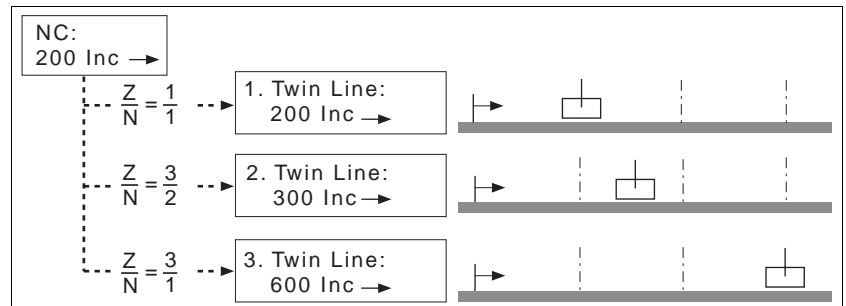 NC:
200 Inc →
Z/N = 1/1
1. Twin Line:
200 Inc →
Z/N = 3/2
2. Twin Line:
300 Inc →
Z/N = 3/1
3. Twin Line:
600 Inc →